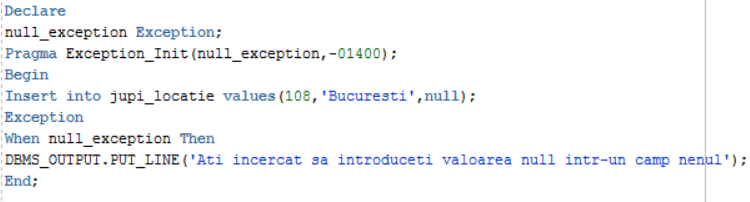 Declare
null_exception Exception;
Pragma Exception_Init(null_exception,-01400);
Begin
Insert into jupi_locatie values(108,'Bucuresti',null);
Exception
When null_exception Then
DBMS_OUTPUT.PUT_LINE('Ati incercat sa introduceti valoarea null intr-un camp nenul');
End;